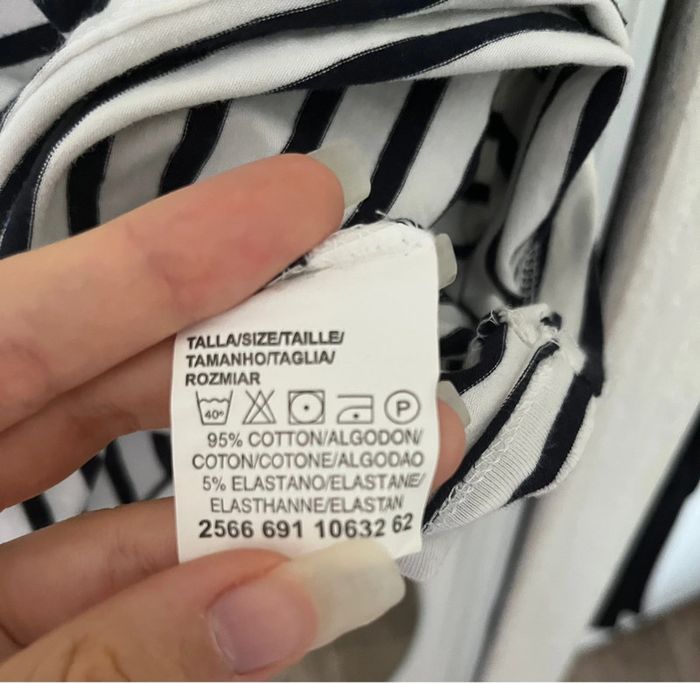 TALLA/SIZE/TAILLE/
TAMANHO/TAGLIA/
ROZMIAR
40° P
95% COTTON/ALGODON/
COTON/COTONE/ALGODAO
5% ELASTANO/ELASTANE/
ELASTHANNE/ELASTAN
2566 691 10632 62